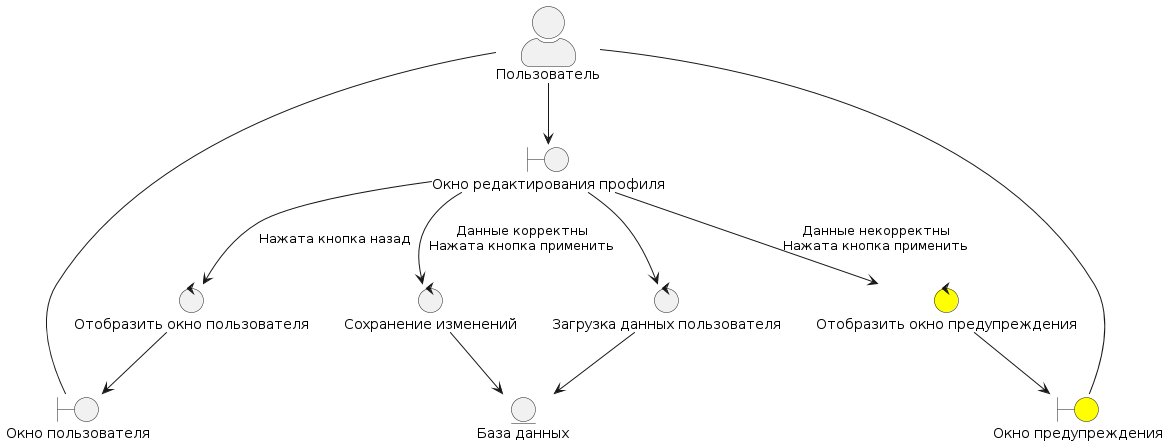 Пользователь
Окно редактирования профиля
Нажата кнопка назад
Данные корректны
Нажата кнопка применить
Данные некорректны
Нажата кнопка применить
Отобразить окно пользователя
Сохранение изменений
Загрузка данных пользователя
Отобразить окно предупреждения
Окно пользователя
База данных
Окно предупреждения